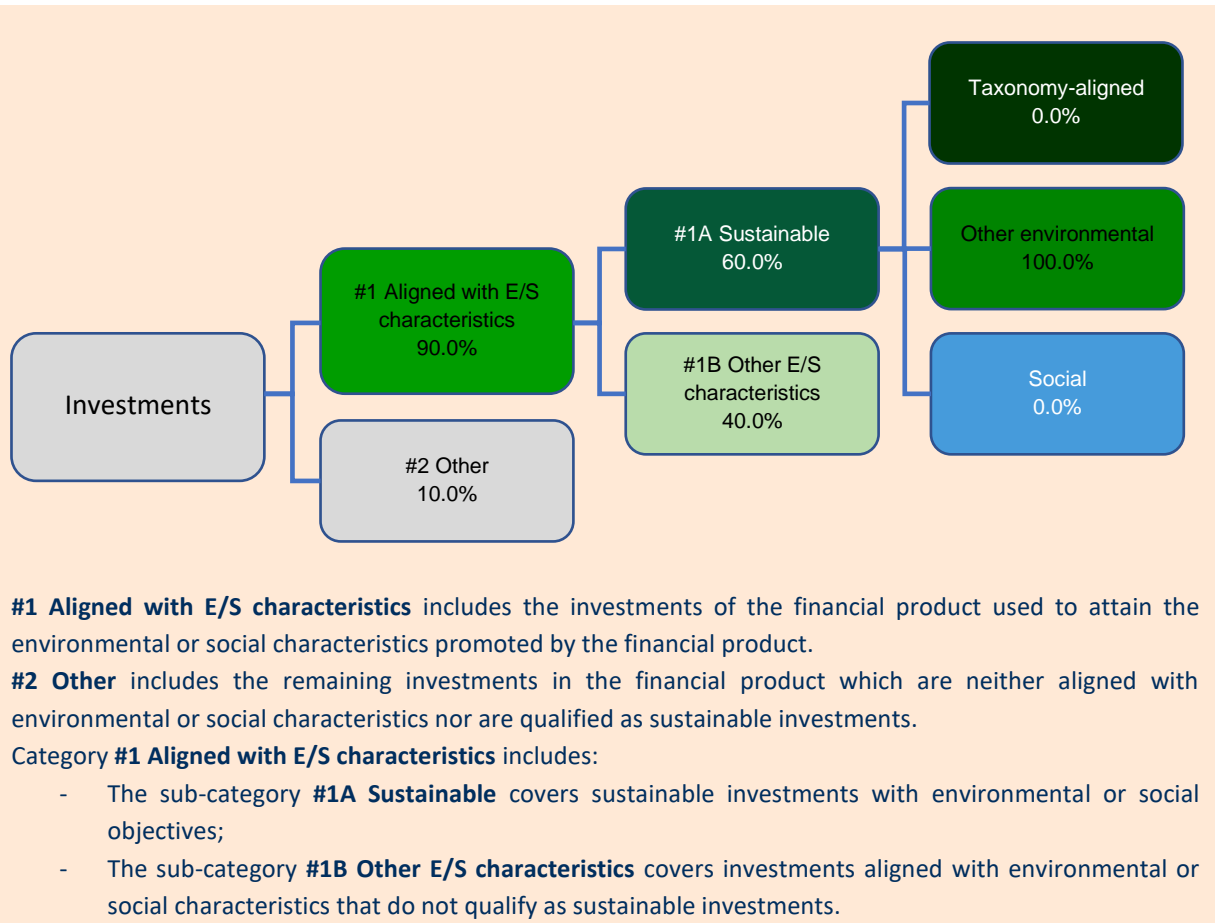 Taxonomy-aligned
0.0%
#1A Sustainable
60.0%
Other environmental
100.0%
#1 Aligned with E/S
characteristics
90.0%
#1B Other E/S
characteristics
40.0%
Social
0.0%
Investments
#2 Other
10.0%
#1 Aligned with E/S characteristics includes the investments of the financial product used to attain the
environmental or social characteristics promoted by the financial product.
#2 Other includes the remaining investments in the financial product which are neither aligned with
environmental or social characteristics nor are qualified as sustainable investments.
Category #1 Aligned with E/S characteristics includes:
- The sub-category #1A Sustainable covers sustainable investments with environmental or social
objectives;
- The sub-category #1B Other E/S characteristics covers investments aligned with environmental or
social characteristics that do not qualify as sustainable investments.